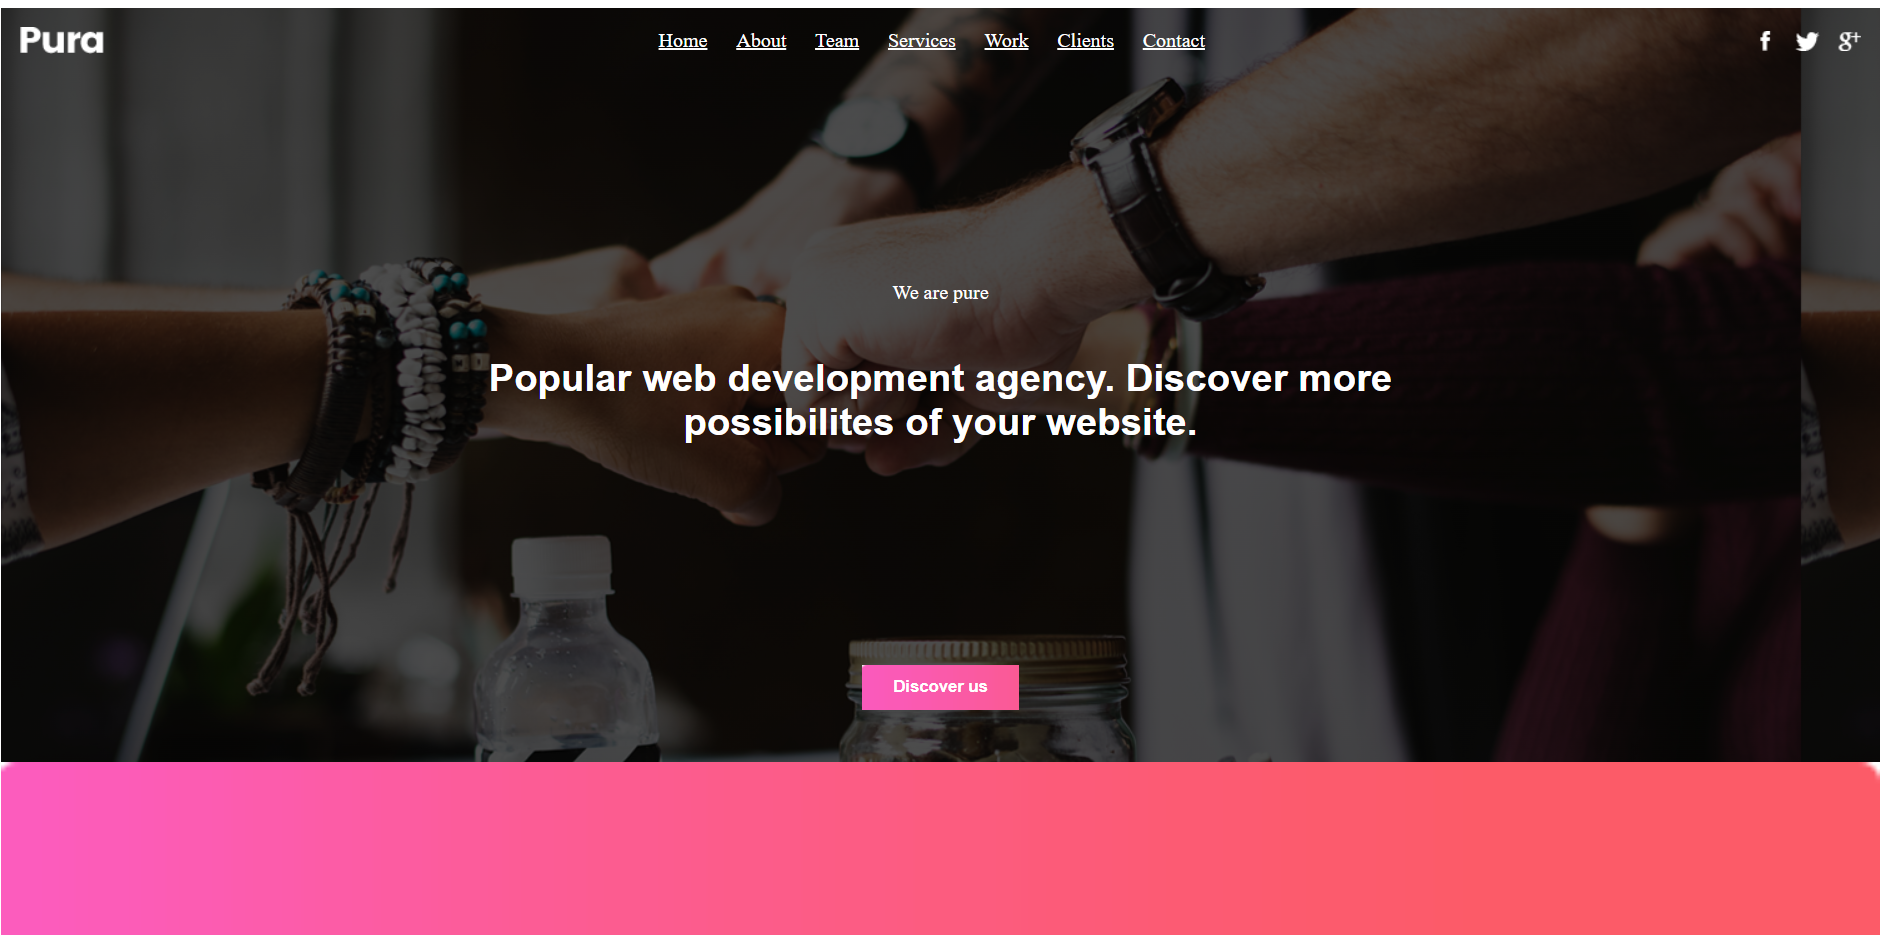 Pura
Home About Team Services Work Clients Contact
f g+
We are pure
Popular web development agency. Discover more
possibilites of your website.
Discover us